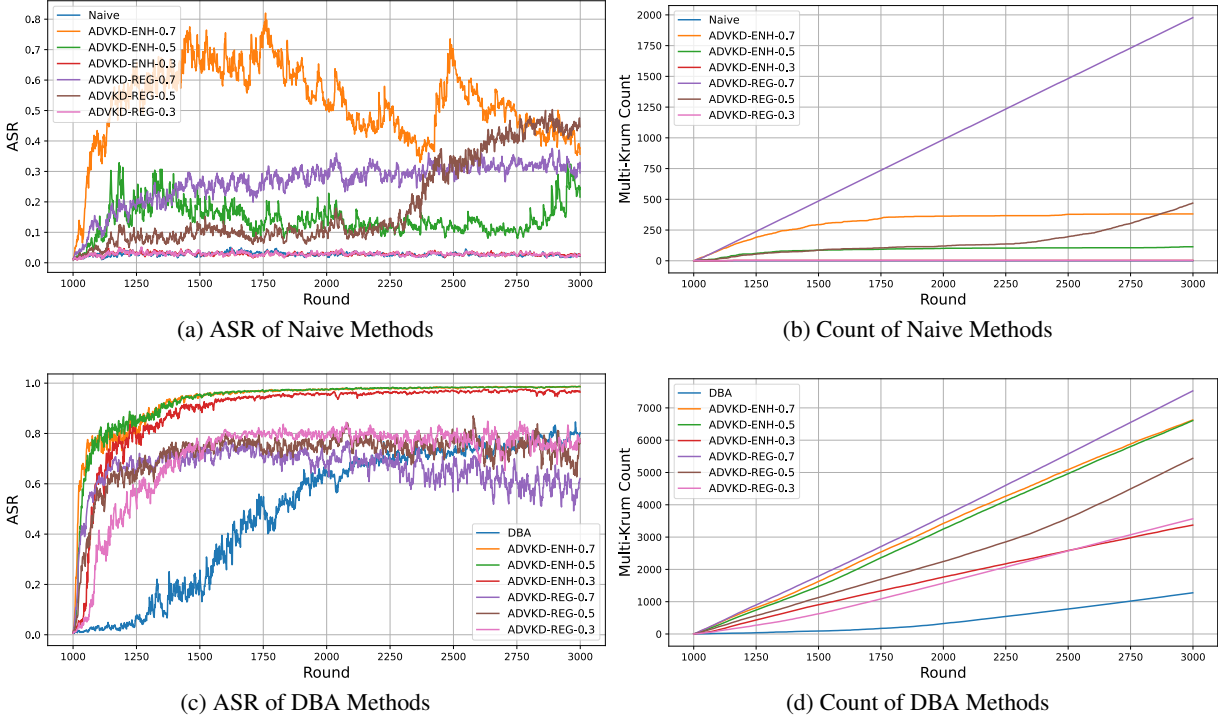 Naive
ADVKD-ENH-0.7
ADVKD-ENH-0.5
ADVKD-ENH-0.3
ADVKD-REG-0.7
ADVKD-REG-0.5
ADVKD-REG-0.3
0.8
0.7
0.6
0.5
0.4
0.3
0.2
0.1
0.0
ASR
1000 1250 1500 1750 2000 2250 2500 2750 3000
Round
(a) ASR of Naive Methods
Naive
ADVKD-ENH-0.7
ADVKD-ENH-0.5
ADVKD-ENH-0.3
ADVKD-REG-0.7
ADVKD-REG-0.5
ADVKD-REG-0.3
2000
1750
1500
1250
1000
750
500
250
0
Multi-Krum Count
1000 1250 1500 1750 2000 2250 2500 2750 3000
Round
(b) Count of Naive Methods
1.0
0.8
0.6
0.4
0.2
0.0
ASR
DBA
ADVKD-ENH-0.7
ADVKD-ENH-0.5
ADVKD-ENH-0.3
ADVKD-REG-0.7
ADVKD-REG-0.5
ADVKD-REG-0.3
1000 1250 1500 1750 2000 2250 2500 2750 3000
Round
(c) ASR of DBA Methods
DBA
ADVKD-ENH-0.7
ADVKD-ENH-0.5
ADVKD-ENH-0.3
ADVKD-REG-0.7
ADVKD-REG-0.5
ADVKD-REG-0.3
7000
6000
5000
4000
3000
2000
1000
0
Multi-Krum Count
1000 1250 1500 1750 2000 2250 2500 2750 3000
Round
(d) Count of DBA Methods